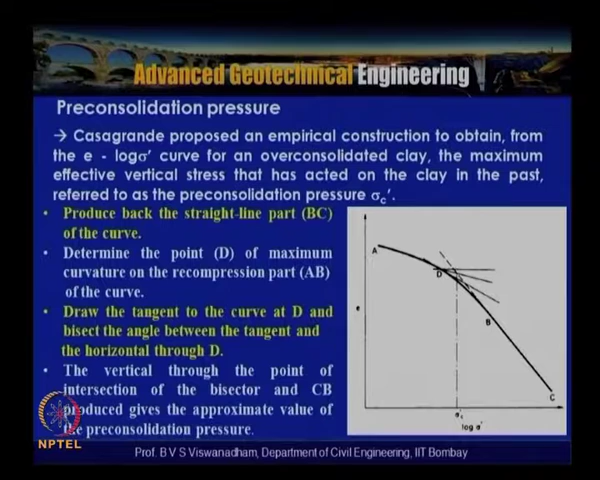 Advanced Geotechnical Engineering
Preconsolidation pressure
→ Casagrande proposed an empirical construction to obtain, from
the e - logσ' curve for an overconsolidated clay, the maximum
effective vertical stress that has acted on the clay in the past,
referred to as the preconsolidation pressure σc'.
• Produce back the straight-line part (BC)
of the curve.
• Determine the point (D) of maximum
curvature on the recompression part (AB)
of the curve.
• Draw the tangent to the curve at D and
bisect the angle between the tangent and
the horizontal through D.
• The vertical through the point of
intersection of the bisector and CB
produced gives the approximate value of
the preconsolidation pressure.
A
D
e
B
C
σ'c
log σ'
NPTEL
Prof. B V S Viswanadham, Department of Civil Engineering, IIT Bombay